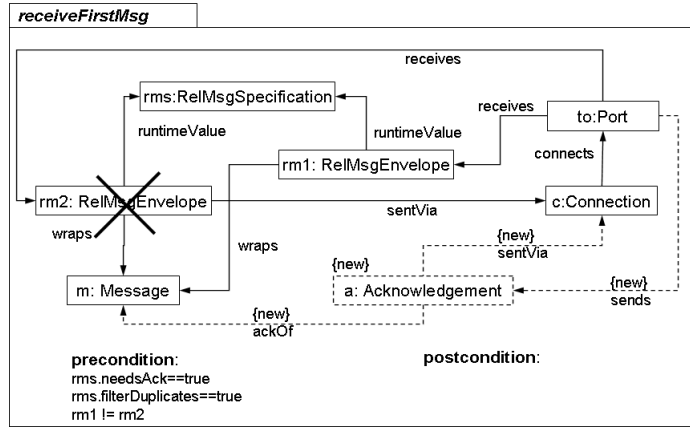 receiveFirstMsg
receives
rms:RelMsgSpecification
receives
to:Port
runtimeValue
runtimeValue
connects
rm1: RelMsgEnvelope
rm2: RelMsgEnvelope
c:Connection
sentVia
wraps
wraps
{new}
sentVia
{new}
m: Message
a: Acknowledgement
{new}
sends
{new}
ackOf
precondition:
postcondition:
rms.needsAck==true
rms.filterDuplicates==true
rm1 != rm2